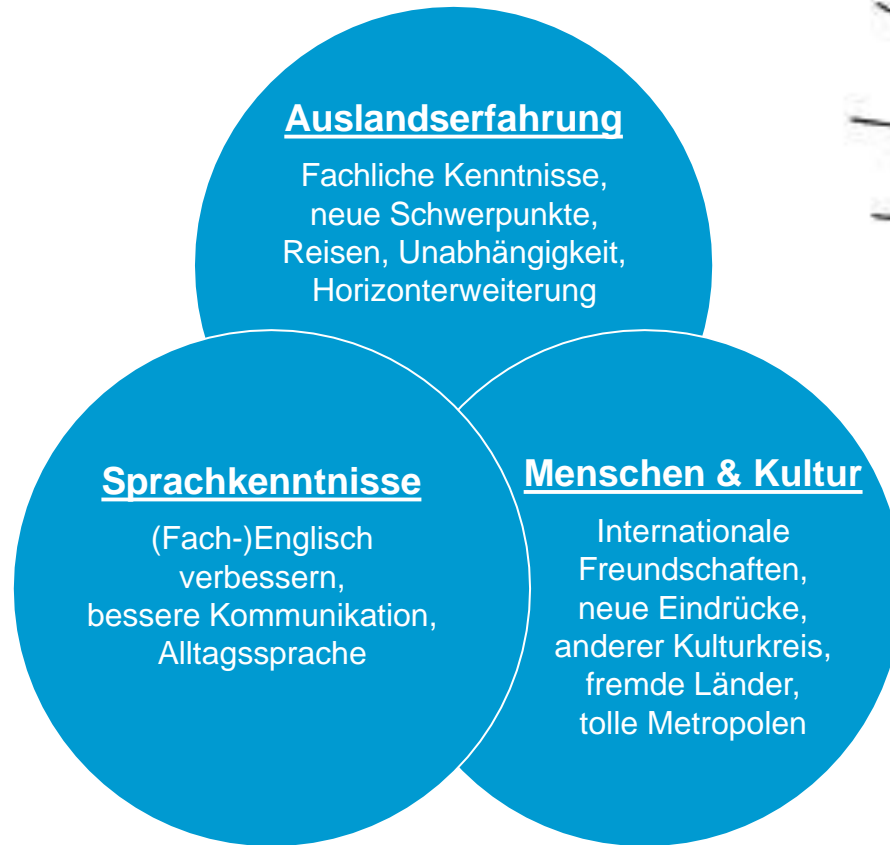 Auslandserfahrung
Fachliche Kenntnisse,
neue Schwerpunkte,
Reisen, Unabhängigkeit,
Horizonterweiterung
Sprachkenntnisse
(Fach-)Englisch
verbessern,
bessere Kommunikation,
Alltagssprache
Menschen & Kultur
Internationale
Freundschaften,
neue Eindrücke,
anderer Kulturkreis,
fremde Länder,
tolle Metropolen